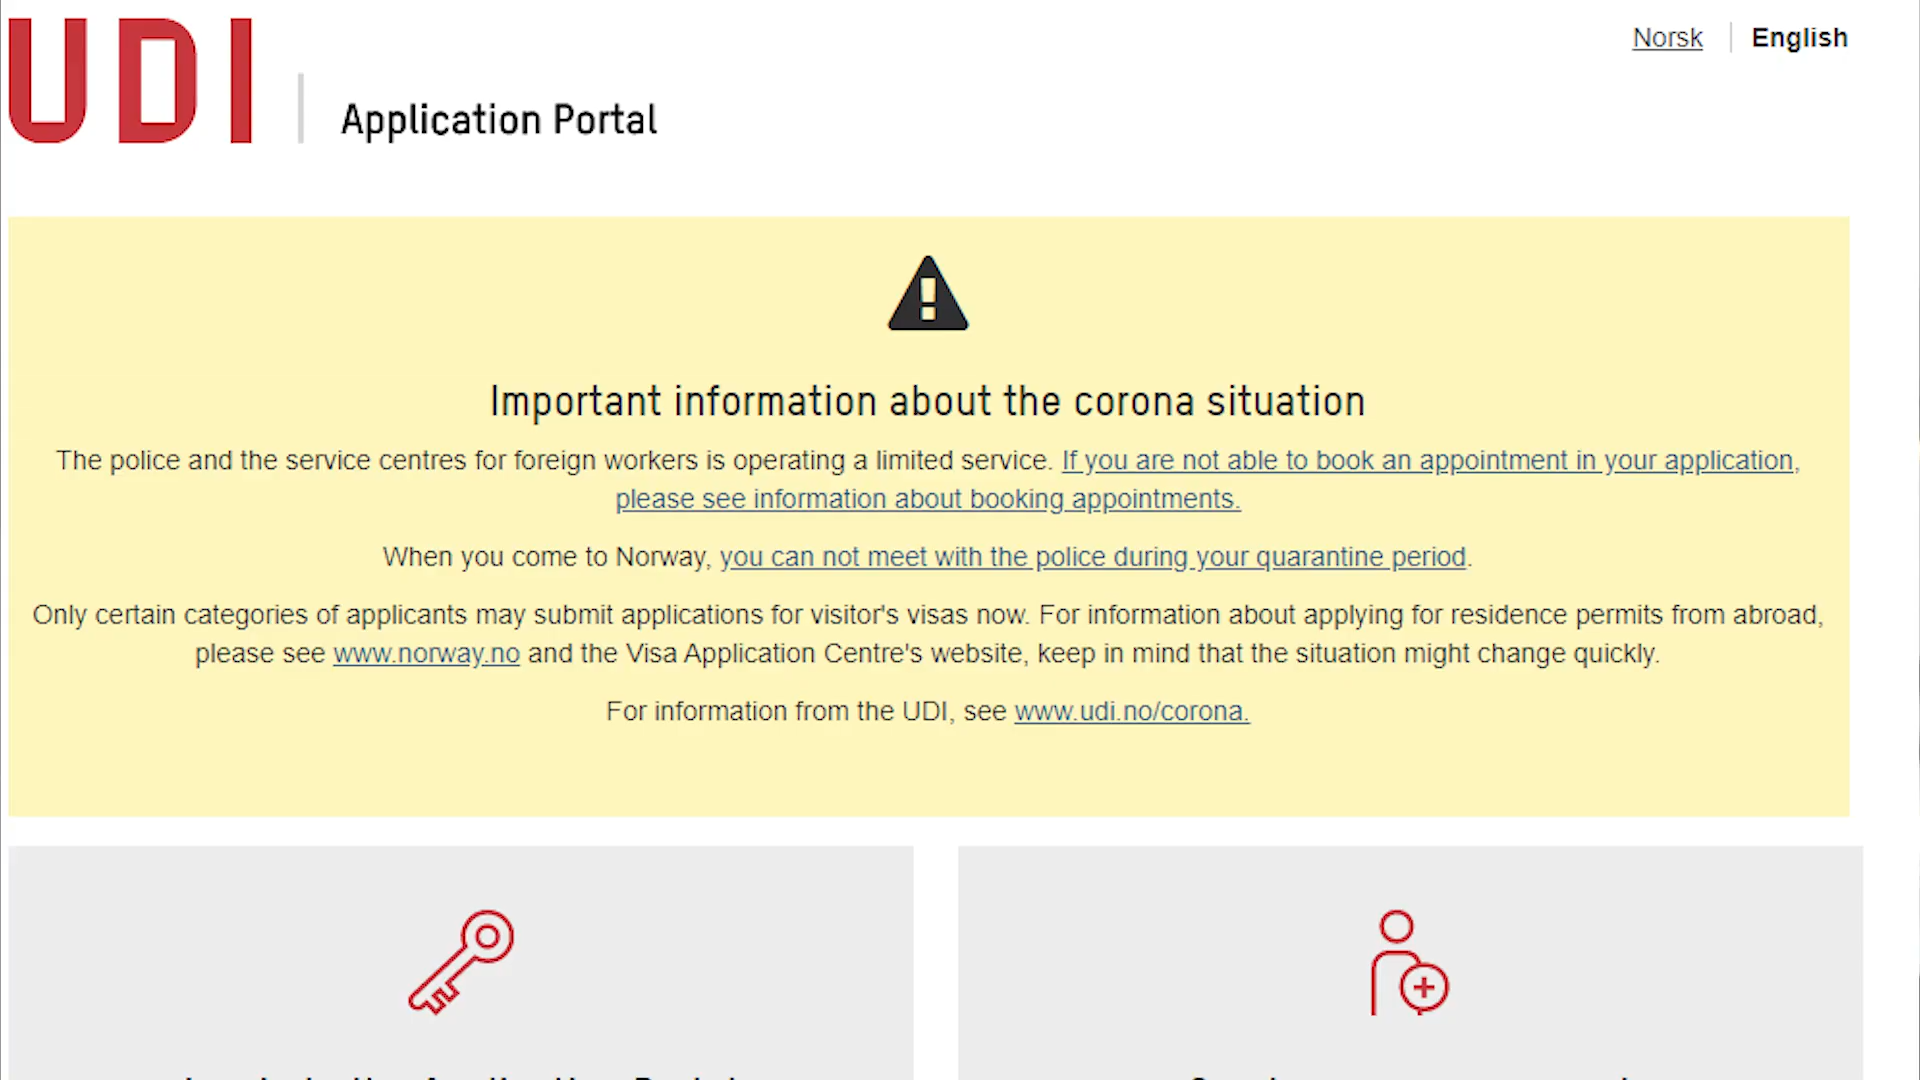 UDI
Application Portal
Norsk
English
Important information about the corona situation
The police and the service centres for foreign workers is operating a limited service. If you are not able to book an appointment in your application,
please see information about booking appointments.
When you come to Norway, you can not meet with the police during your quarantine period.
Only certain categories of applicants may submit applications for visitor's visas now. For information about applying for residence permits from abroad,
please see www.norway.no and the Visa Application Centre's website, keep in mind that the situation might change quickly.
For information from the UDI, see www.udi.no/corona.